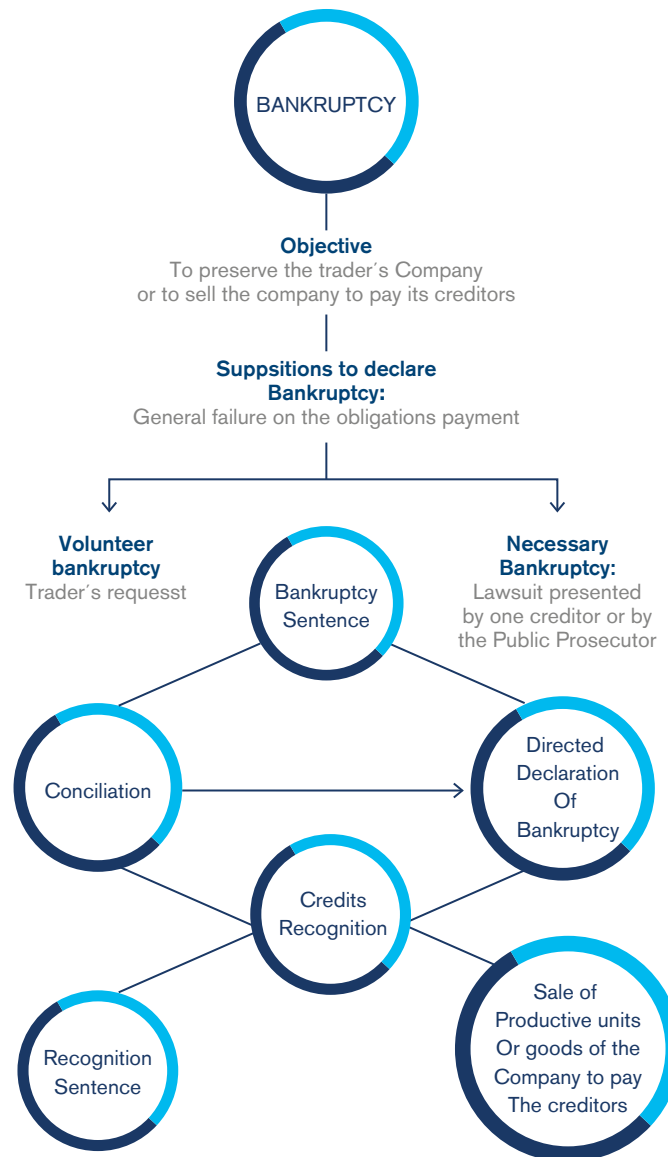 BANKRUPTCY
Objective
To preserve the trader´s Company
or to sell the company to pay its creditors
Suppsitions to declare
Bankruptcy:
General failure on the obligations payment
Volunteer
bankruptcy
Trader´s requesst
Bankruptcy
Sentence
Necessary
Bankruptcy:
Lawsuit presented
by one creditor or by
the Public Prosecutor
Conciliation
Directed
Declaration
Of
Bankruptcy
Credits
Recognition
Recognition
Sentence
Sale of
Productive units
Or goods of the
Company to pay
The creditors